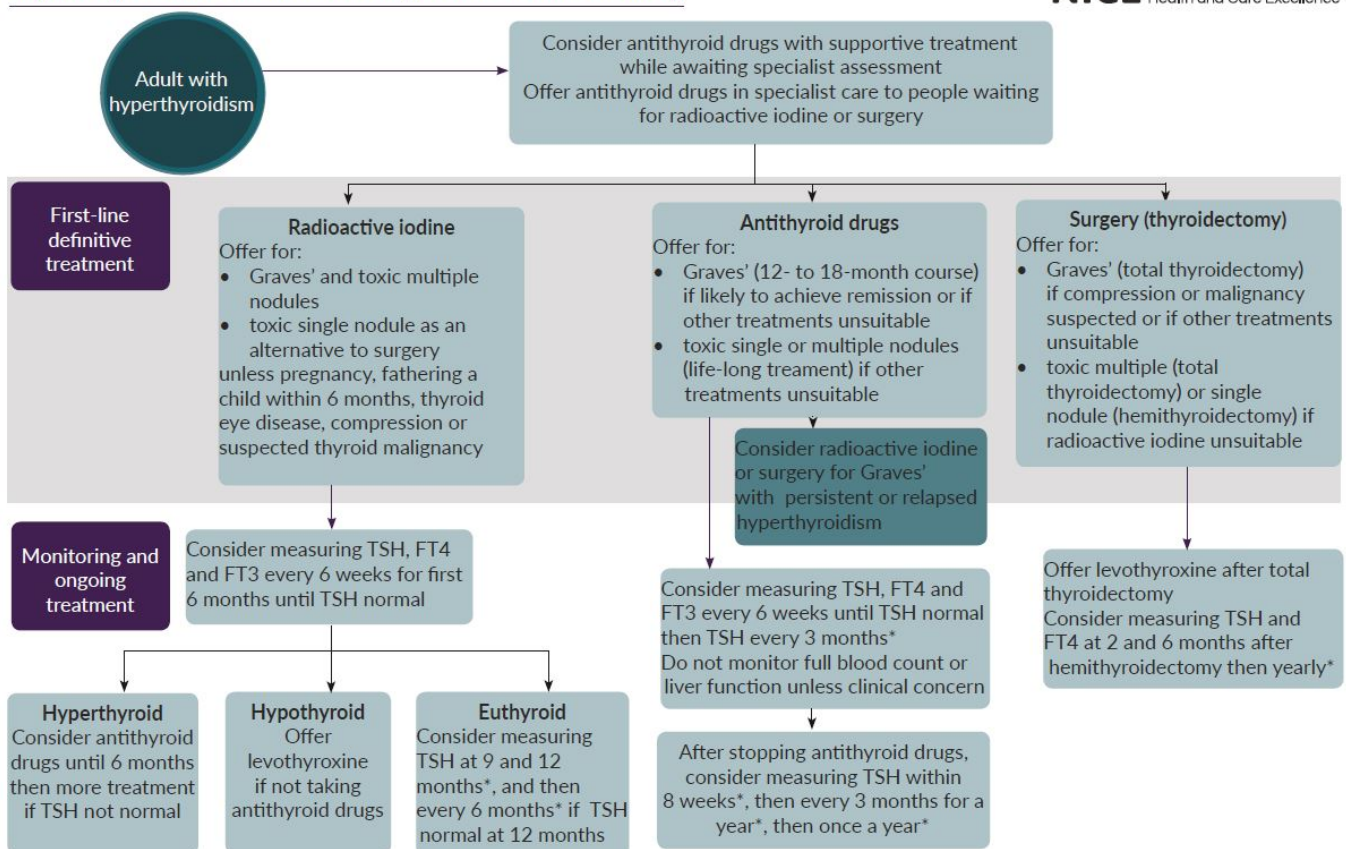 Health and Care Excellence
Adult with
hyperthyroidism
Consider antithyroid drugs with supportive treatment
while awaiting specialist assessment
Offer antithyroid drugs in specialist care to people waiting
for radioactive iodine or surgery
First-line
definitive
treatment
Radioactive iodine
Offer for:
• Graves’ and toxic multiple
nodules
• toxic single nodule as an
alternative to surgery
unless pregnancy, fathering a
child within 6 months, thyroid
eye disease, compression or
suspected thyroid malignancy
Antithyroid drugs
Offer for:
• Graves’ (12- to 18-month course)
if likely to achieve remission or if
other treatments unsuitable
• toxic single or multiple nodules
(life-long treament) if other
treatments unsuitable
Consider radioactive iodine
or surgery for Graves’
with persistent or relapsed
hyperthyroidism
Surgery (thyroidectomy)
Offer for:
• Graves’ (total thyroidectomy)
if compression or malignancy
suspected or if other treatments
unsuitable
• toxic multiple (total
thyroidectomy) or single
nodule (hemithyroidectomy) if
radioactive iodine unsuitable
Monitoring and
ongoing
treatment
Consider measuring TSH, FT4
and FT3 every 6 weeks for first
6 months until TSH normal
Hyperthyroid
Consider antithyroid
drugs until 6 months
then more treatment
if TSH not normal
Hypothyroid
Offer
levothyroxine
if not taking
antithyroid drugs
Euthyroid
Consider measuring
TSH at 9 and 12
months*, and then
every 6 months* if TSH
normal at 12 months
Consider measuring TSH, FT4 and
FT3 every 6 weeks until TSH normal
then TSH every 3 months*
Do not monitor full blood count or
liver function unless clinical concern
After stopping antithyroid drugs,
consider measuring TSH within
8 weeks*, then every 3 months for a
year*, then once a year*
Offer levothyroxine after total
thyroidectomy
Consider measuring TSH and
FT4 at 2 and 6 months after
hemithyroidectomy then yearly*